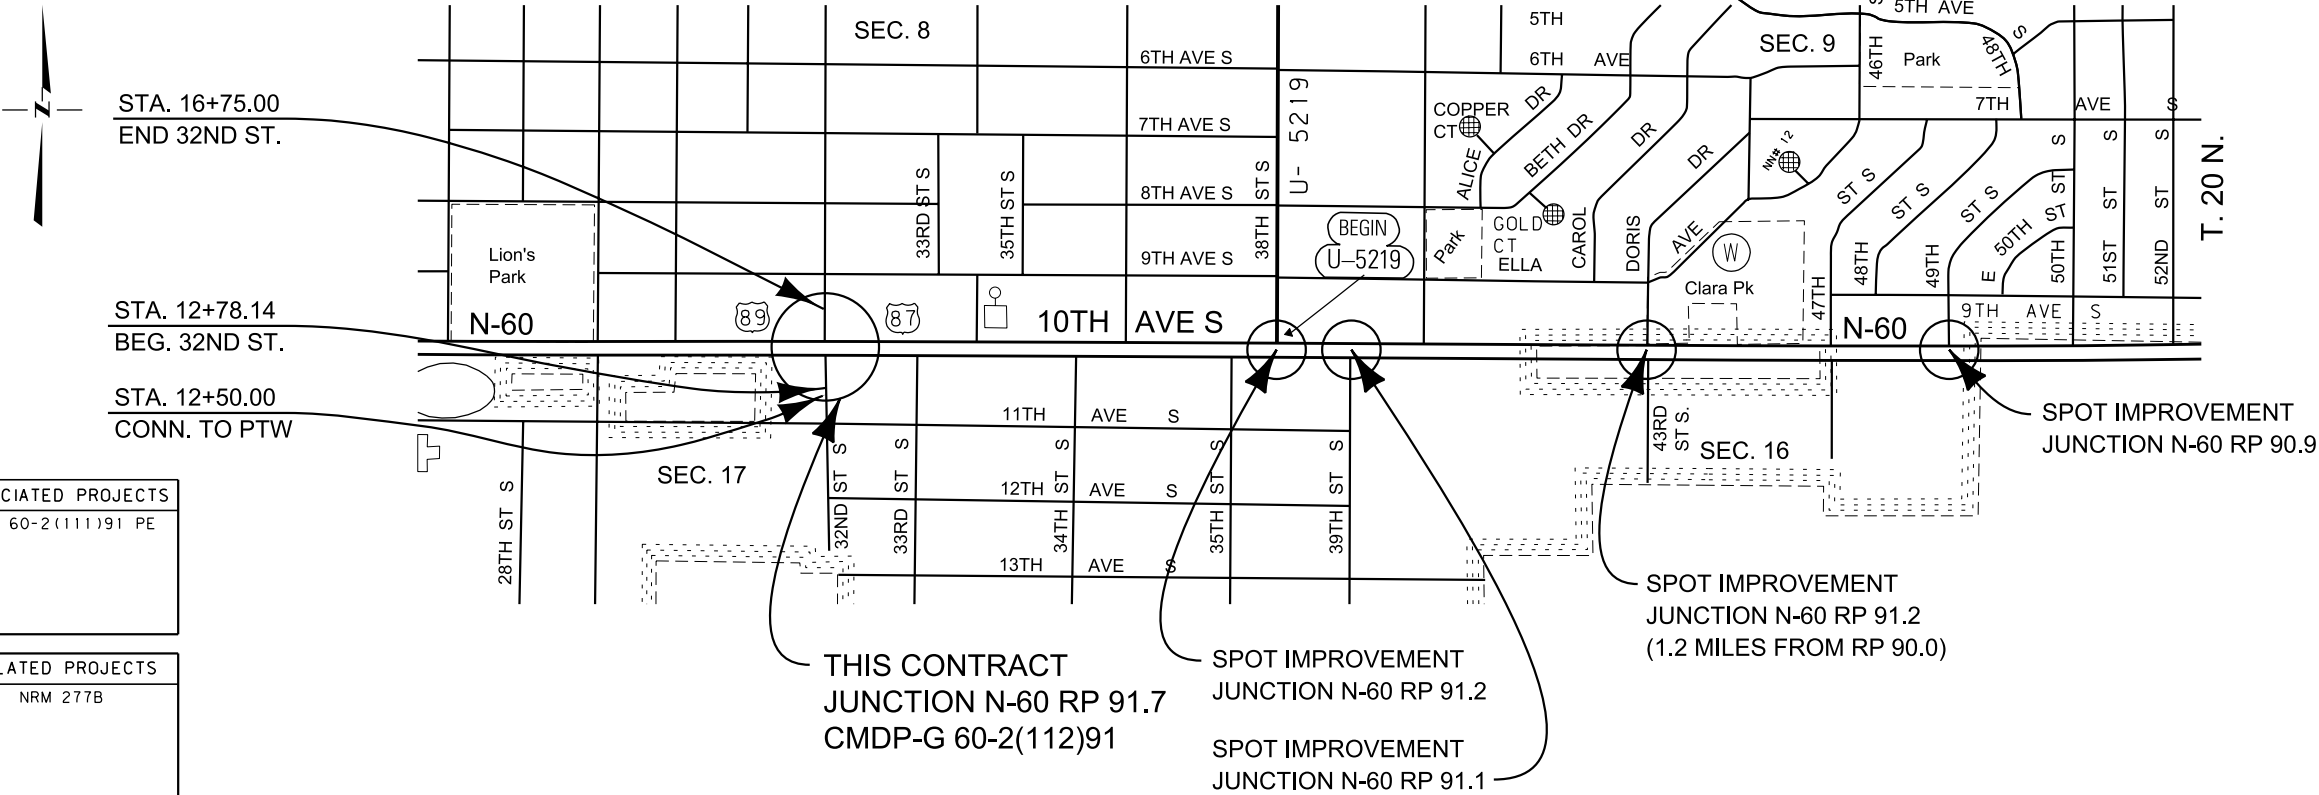 N
STA. 16+75.00
END 32ND ST.
STA. 12+78.14
BEG. 32ND ST.
STA. 12+50.00
CONN. TO PTW
CIATED PROJECTS
60-2(111)91 PE
LATED PROJECTS
NRM 277B
SEC. 8
6TH AVE S
7TH AVE S
8TH AVE S
9TH AVE S
33RD ST S
35TH ST S
38TH ST S
U- 5219
Lion's
Park
N-60
89
87
10TH AVE S
BEGIN
U-5219
5TH
6TH AVE
COPPER
CT
ALICE DR
BETH DR
GOLD
CT
ELLA
Park
CAROL DR
DORIS DR
AVE
SEC. 9
5TH AVE
S
46TH
Park
48TH
S
7TH AVE S
NN# 12
W
Clara Pk
47TH
ST S
48TH
ST S
49TH
ST S
E 50TH ST
50TH ST S
51ST ST S
52ND ST S
T. 20 N.
N-60
9TH AVE S
SEC. 17
28TH ST S
32ND ST S
33RD ST S
34TH ST S
35TH ST S
39TH ST S
11TH AVE S
12TH AVE S
13TH AVE S
43RD
ST S.
SEC. 16
SPOT IMPROVEMENT
JUNCTION N-60 RP 90.9
SPOT IMPROVEMENT
JUNCTION N-60 RP 91.2
(1.2 MILES FROM RP 90.0)
THIS CONTRACT
JUNCTION N-60 RP 91.7
CMDP-G 60-2(112)91
SPOT IMPROVEMENT
JUNCTION N-60 RP 91.2
SPOT IMPROVEMENT
JUNCTION N-60 RP 91.1